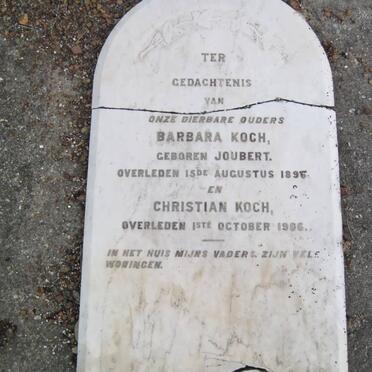 TER
GEDACHTENIS
VAN
ONZE DIERBARE OUDERS
BARBARA KOCH,
GEBOREN JOUBERT.
OVERLEDEN 15DE AUGUSTUS 1896
EN
CHRISTIAN KOCH,
OVERLEDEN 1STE OCTOBER 1906.
IN HET HUIS MIJNS VADERS, ZIJN VELE
WONINGEN.